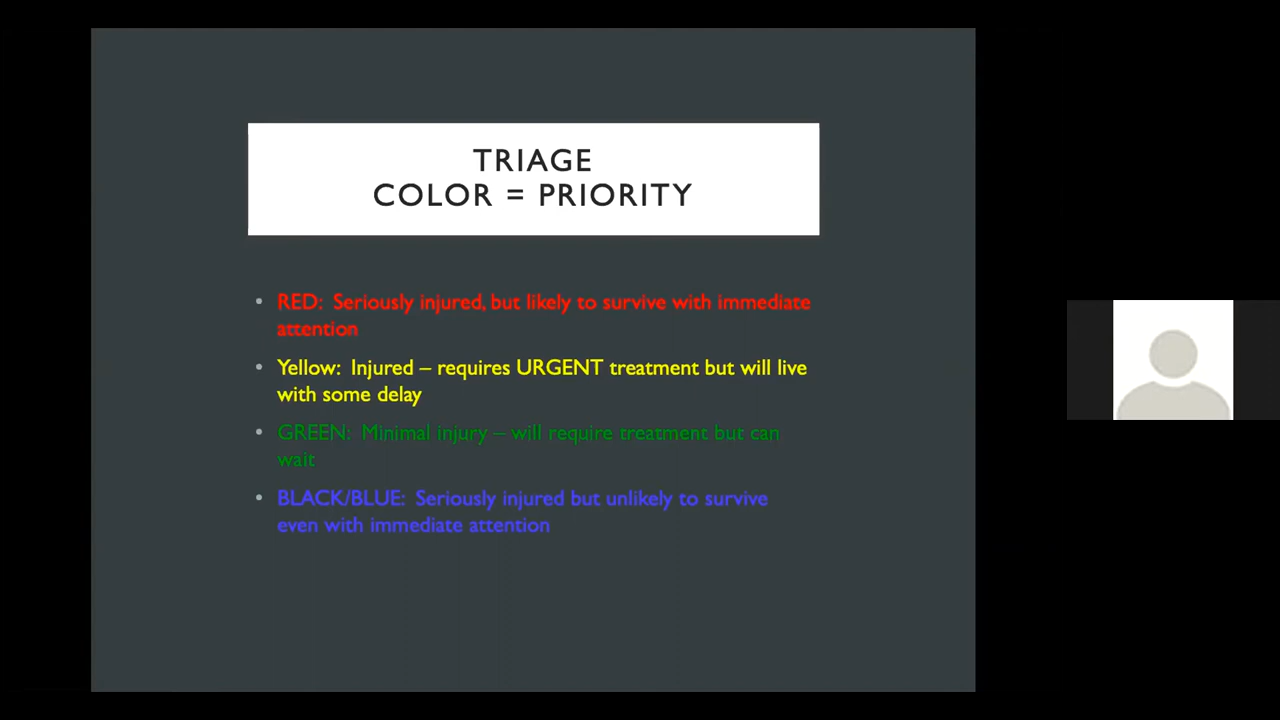 TRIAGE
COLOR = PRIORITY
• RED: Seriously injured, but likely to survive with immediate
attention
• Yellow: Injured – requires URGENT treatment but will live
with some delay
• GREEN: Minimal injury – will require treatment but can
wait
• BLACK/BLUE: Seriously injured but unlikely to survive
even with immediate attention